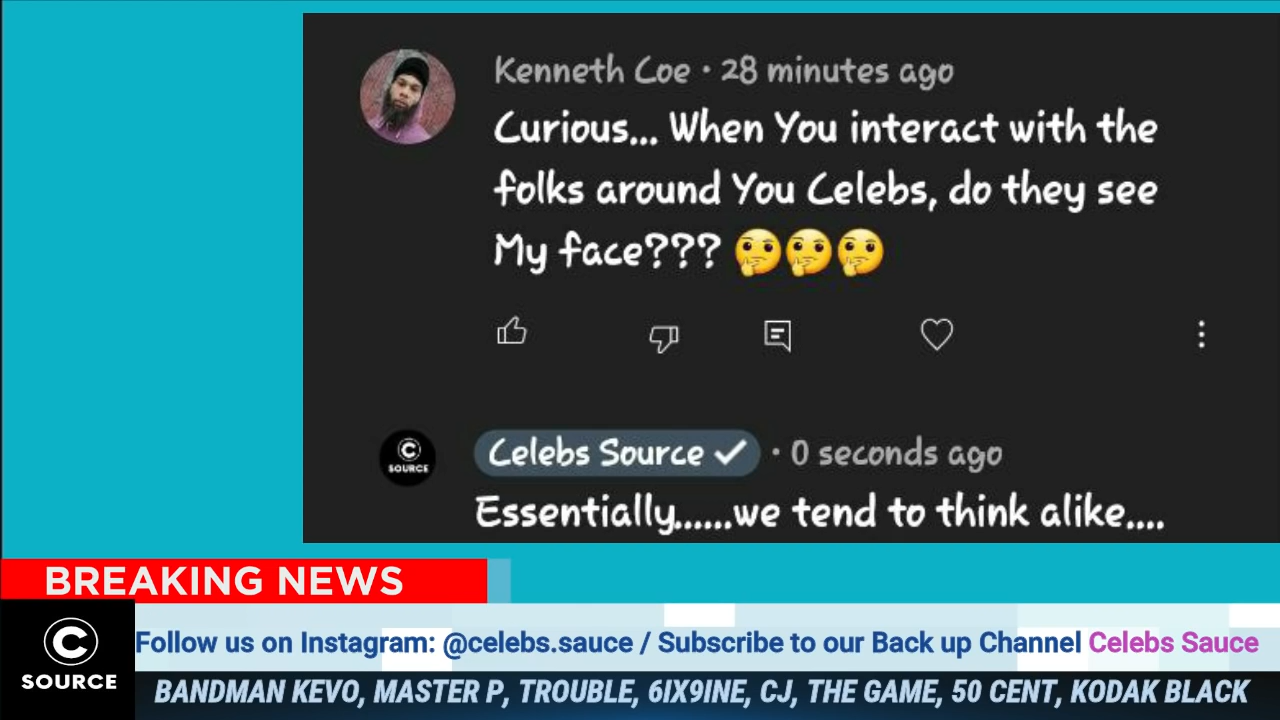 Kenneth Coe · 28 minutes ago
Curious... When You interact with the
folks around You Celebs, do they see
My face??? 🤔🤔🤔
C
SOURCE
Celebs Source ✔ · 0 seconds ago
Essentially......we tend to think alike....
BREAKING NEWS
C
SOURCE
Follow us on Instagram: @celebs.sauce / Subscribe to our Back up Channel Celebs Sauce
BANDMAN KEVO, MASTER P, TROUBLE, 6IX9INE, CJ, THE GAME, 50 CENT, KODAK BLACK